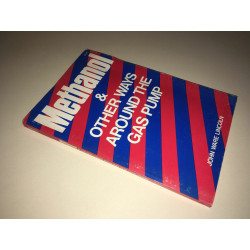 Methanol
&
OTHER WAYS
AROUND THE
GAS PUMP
JOHN WARE LINCOLN